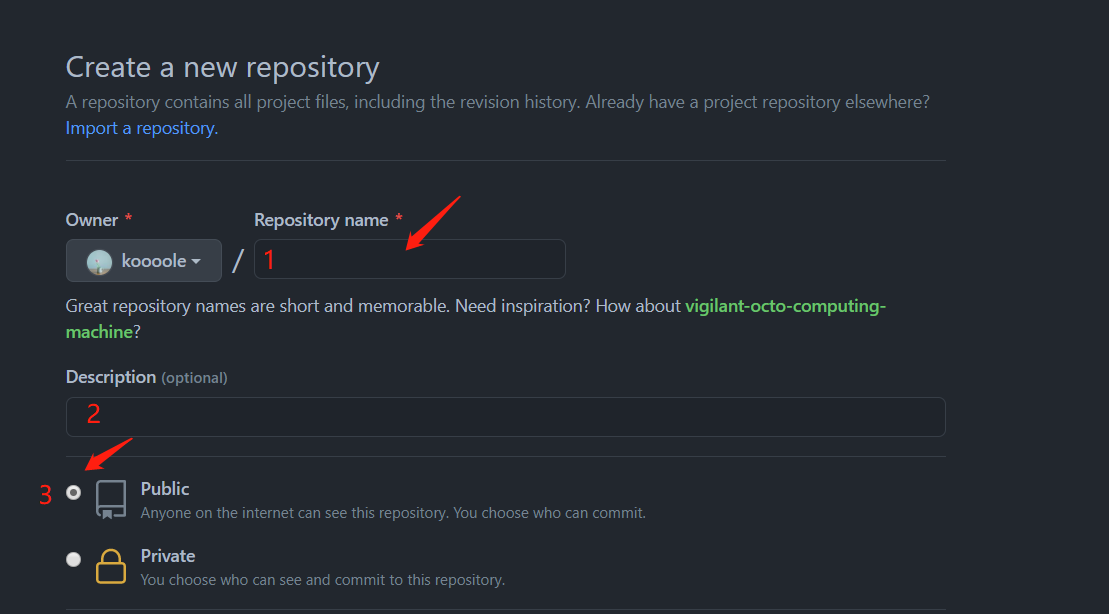 Create a new repository
A repository contains all project files, including the revision history. Already have a project repository elsewhere?
Import a repository.
Owner * Repository name *
koooole / 1
Great repository names are short and memorable. Need inspiration? How about vigilant-octo-computing-
machine?
Description (optional)
2
3 Public
Anyone on the internet can see this repository. You choose who can commit.
Private
You choose who can see and commit to this repository.